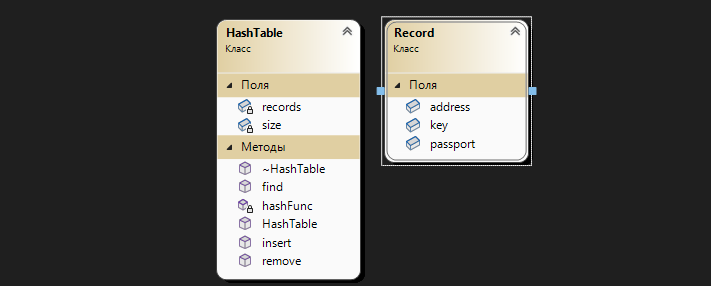 HashTable
Класс
Поля
records
size
Методы
~HashTable
find
hashFunc
HashTable
insert
remove
Record
Класс
Поля
address
key
passport